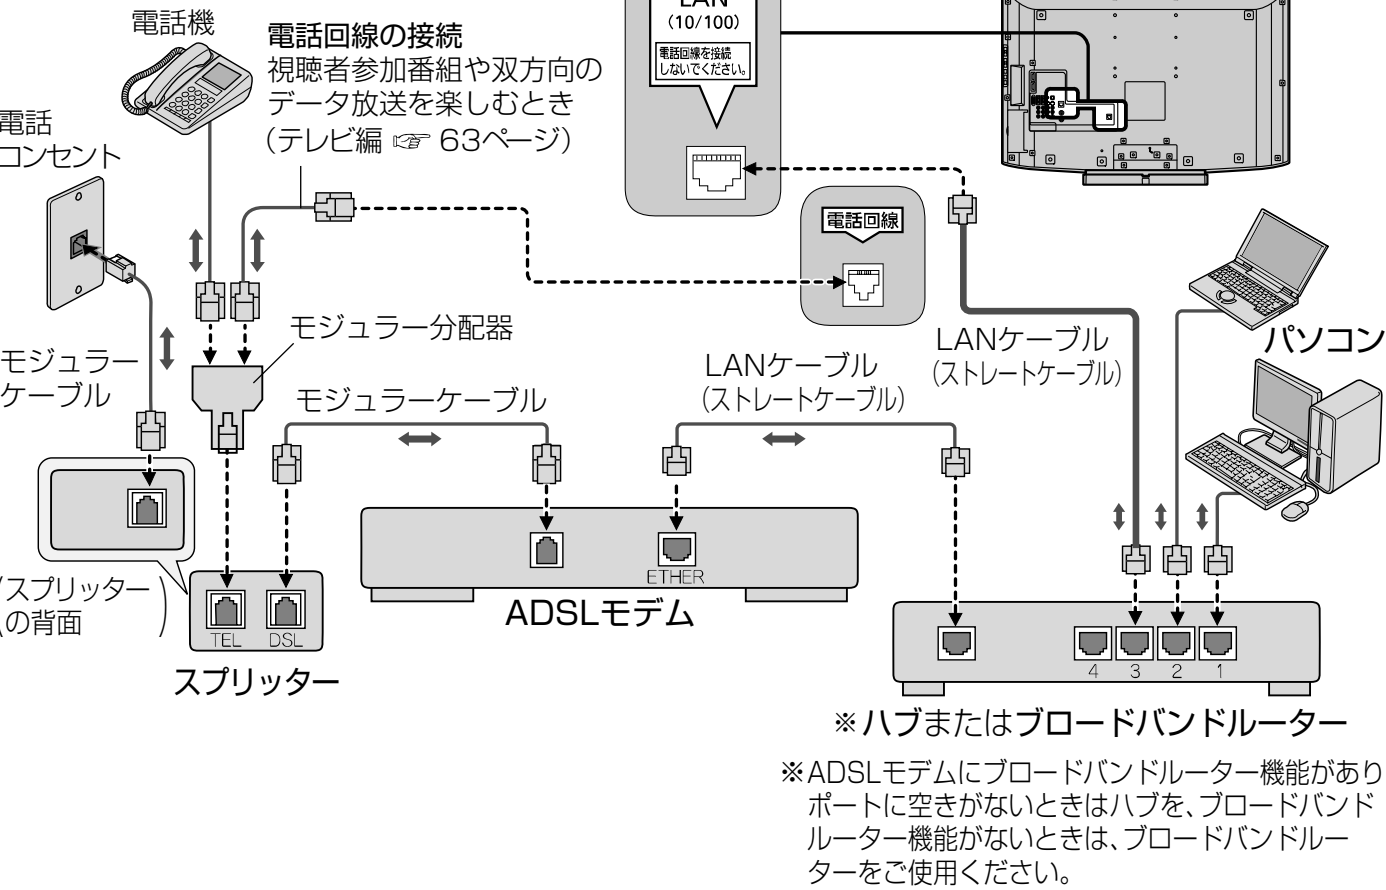 電話機
電話回線の接続
視聴者参加番組や双方向の
データ放送を楽しむとき
(テレビ編 ☞ 63ページ)
LAN
(10/100)
電話回線を接続
しないでください。
電話
コンセント
電話回線
モジュラー分配器
モジュラー
ケーブル
モジュラーケーブル
LANケーブル
(ストレートケーブル)
LANケーブル
(ストレートケーブル)
パソコン
(スプリッター
の背面)
TEL DSL
スプリッター
ETHER
ADSLモデム
4 3 2 1
※ハブまたはブロードバンドルーター
※ADSLモデムにブロードバンドルーター機能があり
ポートに空きがないときはハブを、ブロードバンド
ルーター機能がないときは、ブロードバンドルー
ターをご使用ください。